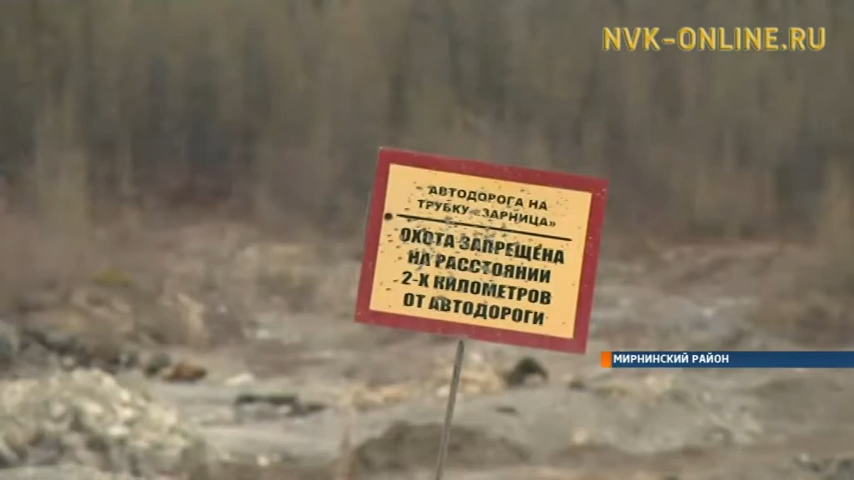 NVK-ONLINE.RU
АВТОДОРОГА НА
ТРУБКУ «ЗАРНИЦА»
ОХОТА ЗАПРЕЩЕНА
НА РАССТОЯНИИ
2-Х КИЛОМЕТРОВ
ОТ АВТОДОРОГИ
МИРНИНСКИЙ РАЙОН